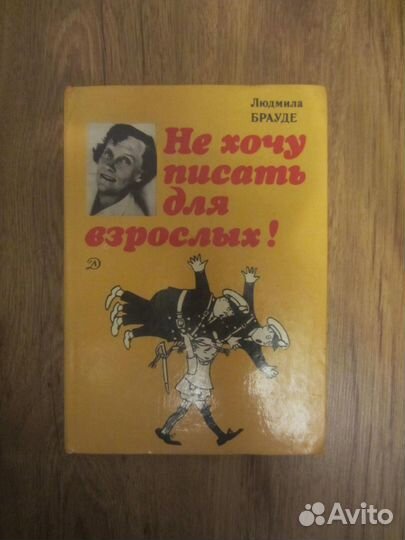 Людмила
БРАУДЕ
Не хочу
писать
для
взрослых!
Avito